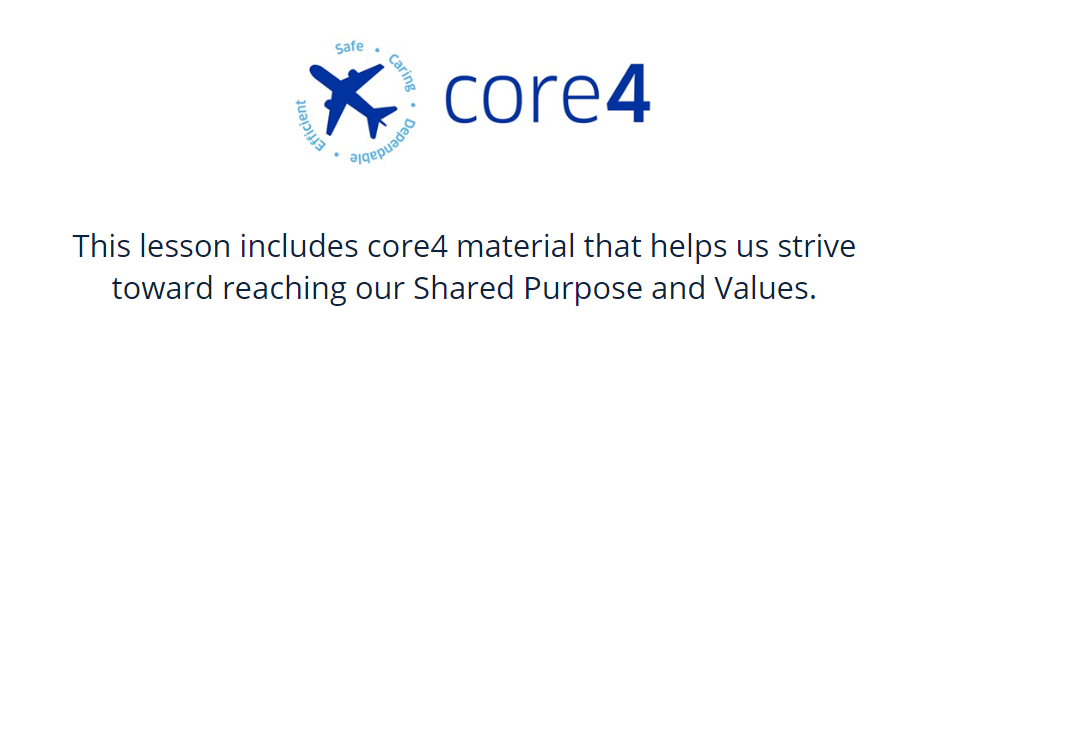 Safe • Caring • Dependable • Efficient
core4
This lesson includes core4 material that helps us strive
toward reaching our Shared Purpose and Values.